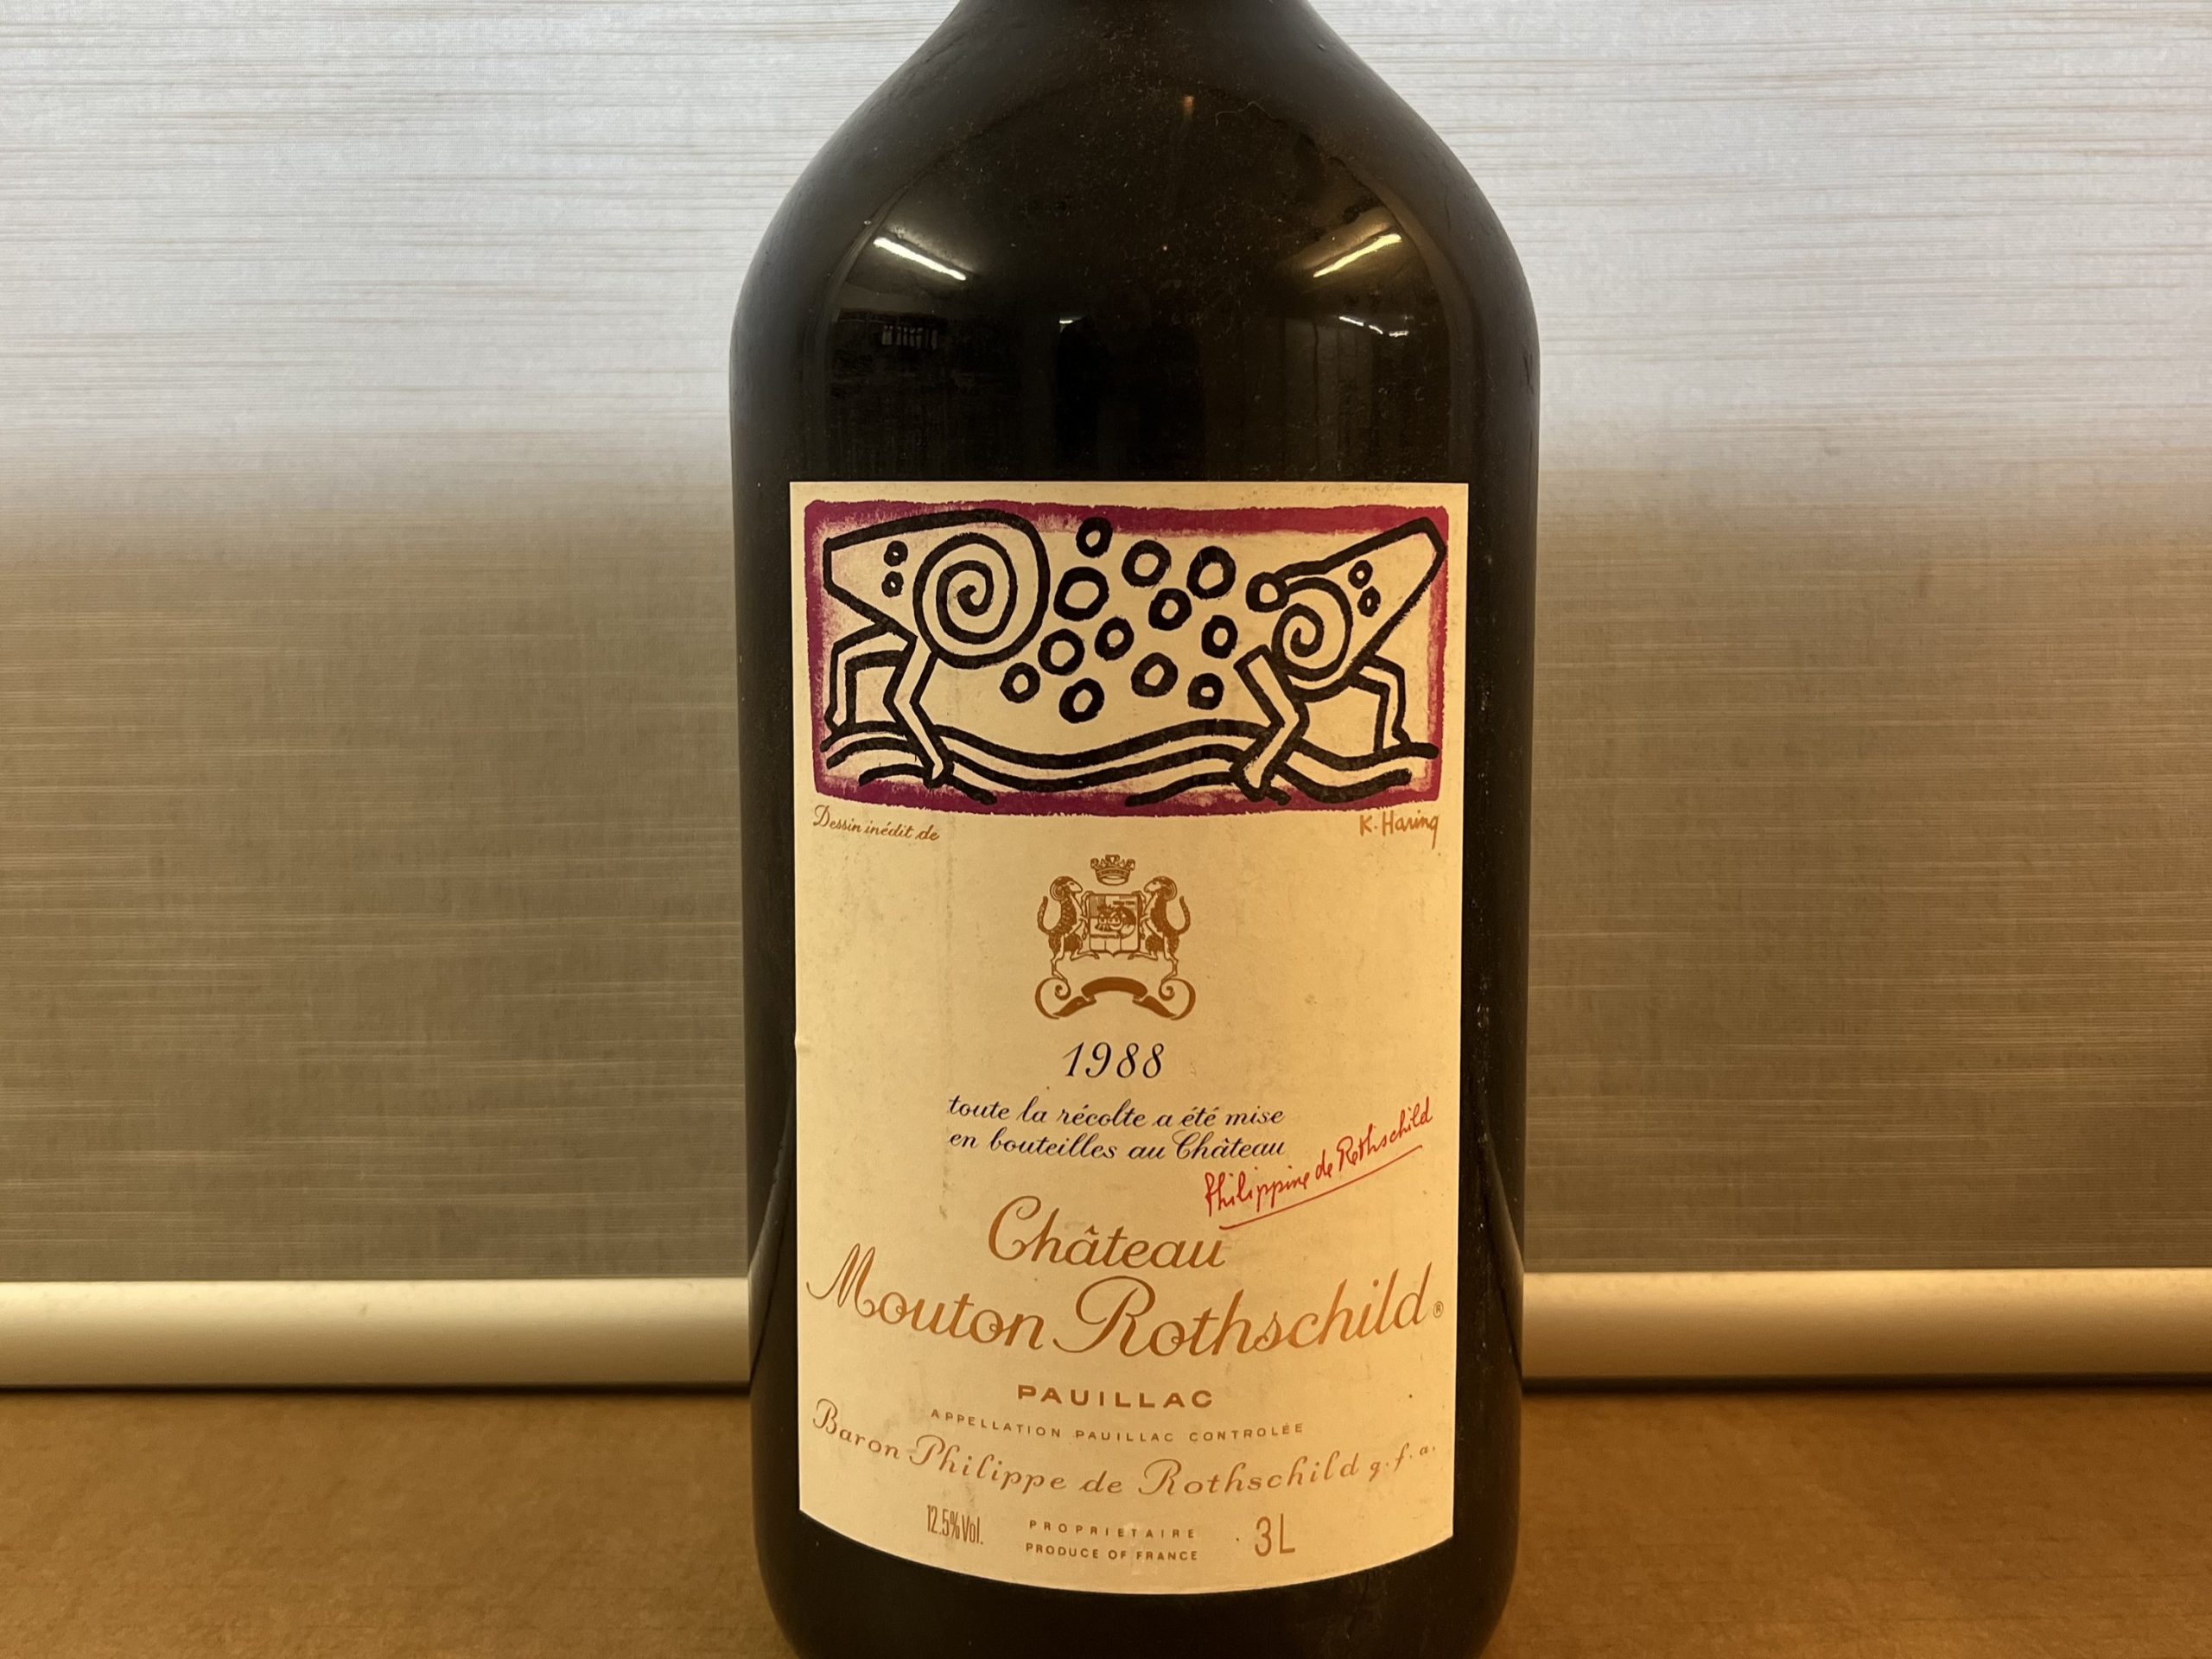 Dessin inédit de
K. Haring
1988
toute la récolte a été mise
en bouteilles au Château
Philippine de Rothschild
Château
Mouton Rothschild®
PAUILLAC
APPELLATION PAUILLAC CONTROLÉE
Baron Philippe de Rothschild g.f.a.
12.5%Vol.
PROPRIETAIRE
PRODUCE OF FRANCE
3L